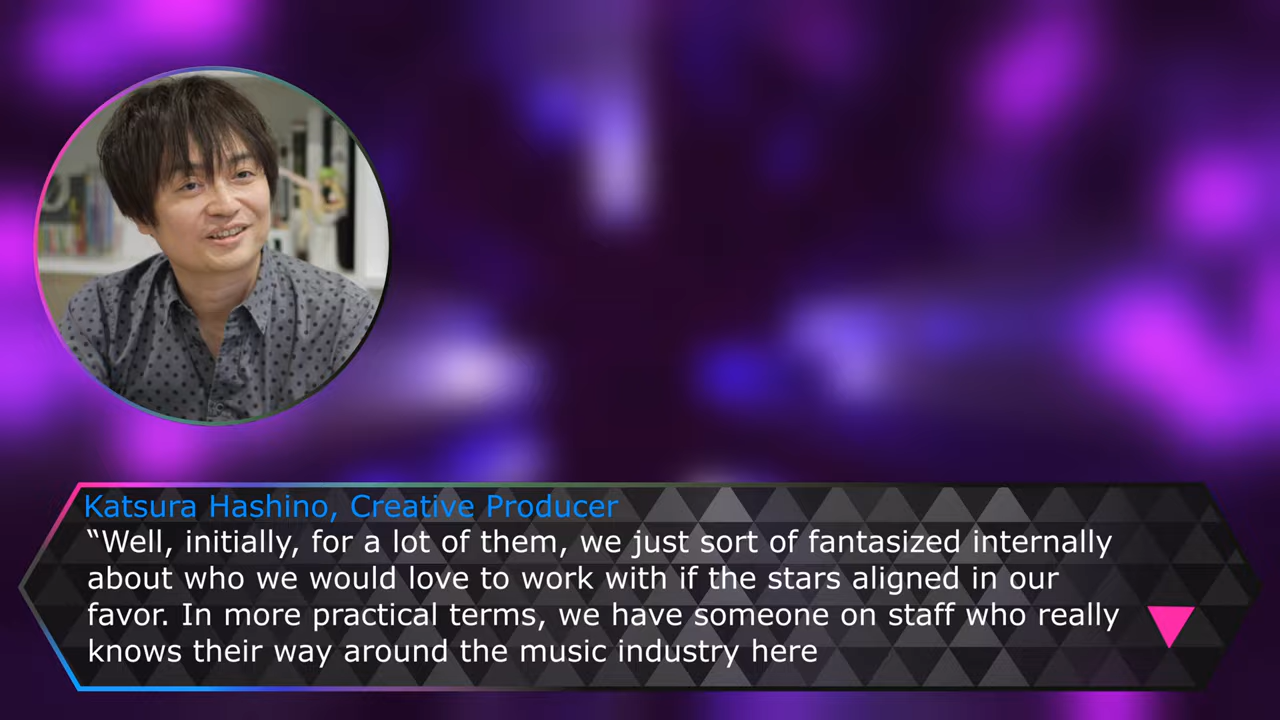 Katsura Hashino, Creative Producer
“Well, initially, for a lot of them, we just sort of fantasized internally
about who we would love to work with if the stars aligned in our
favor. In more practical terms, we have someone on staff who really
knows their way around the music industry here